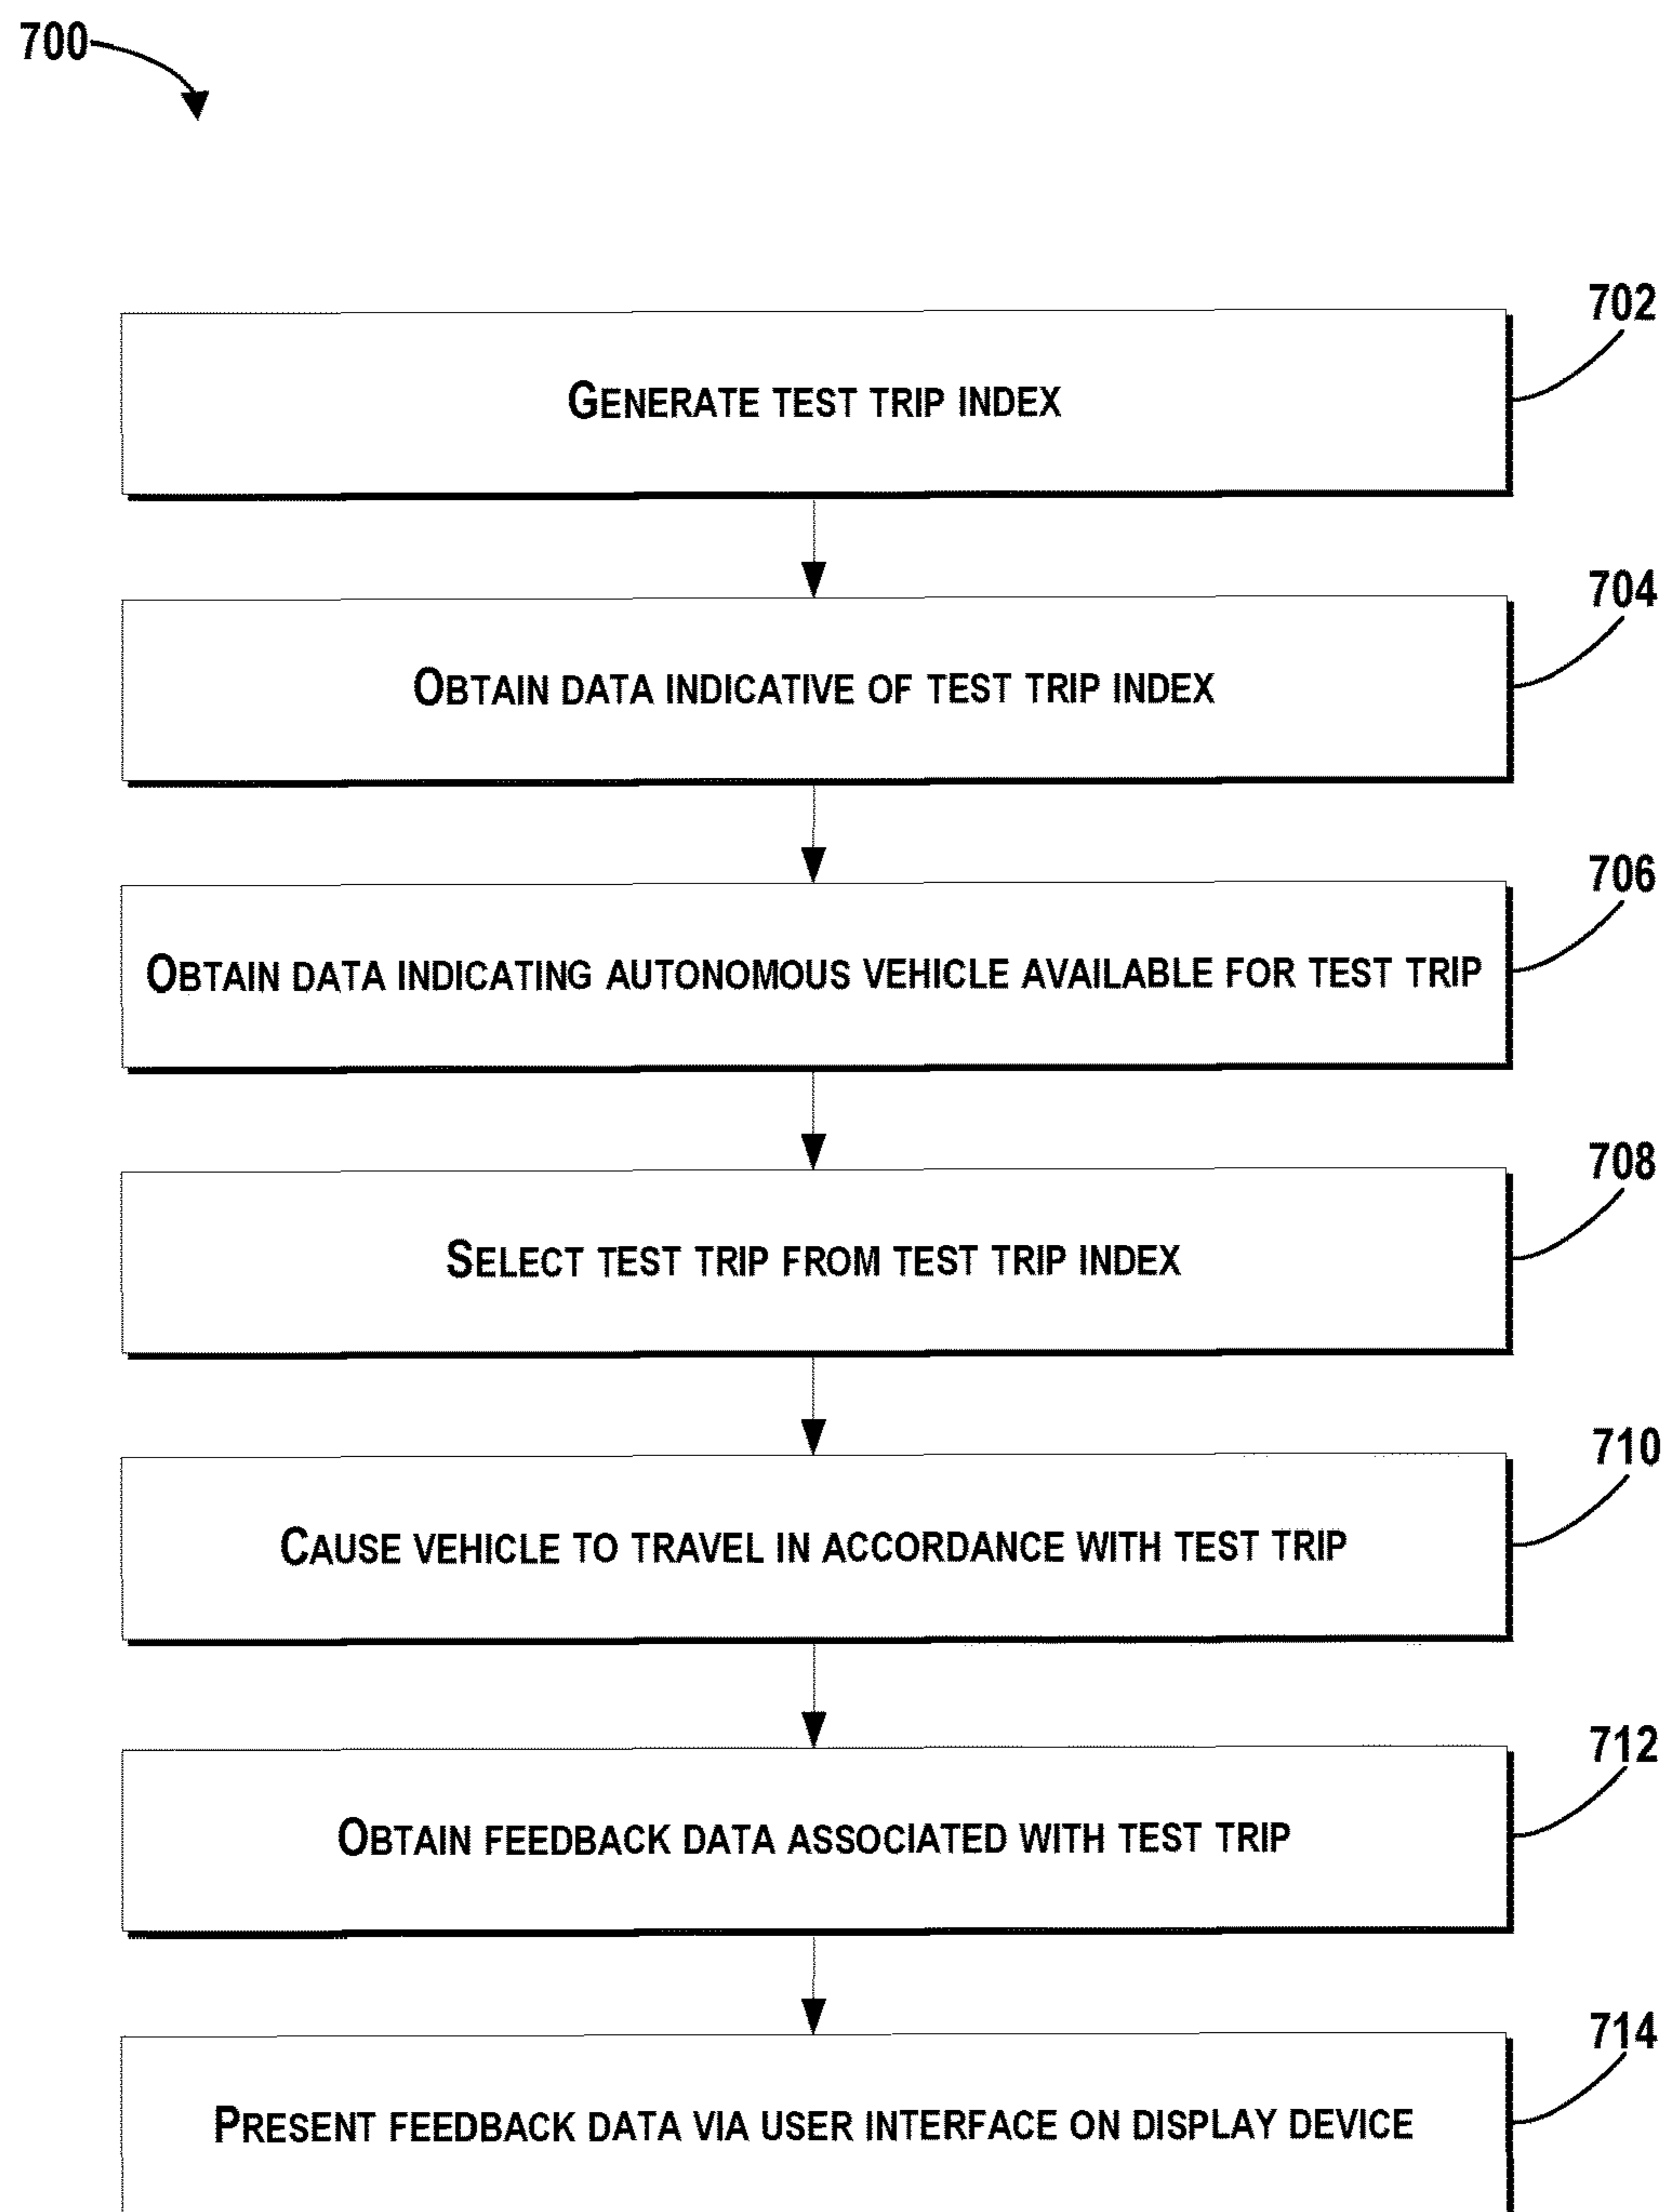 700
702
GENERATE TEST TRIP INDEX
704
OBTAIN DATA INDICATIVE OF TEST TRIP INDEX
706
OBTAIN DATA INDICATING AUTONOMOUS VEHICLE AVAILABLE FOR TEST TRIP
708
SELECT TEST TRIP FROM TEST TRIP INDEX
710
CAUSE VEHICLE TO TRAVEL IN ACCORDANCE WITH TEST TRIP
712
OBTAIN FEEDBACK DATA ASSOCIATED WITH TEST TRIP
714
PRESENT FEEDBACK DATA VIA USER INTERFACE ON DISPLAY DEVICE